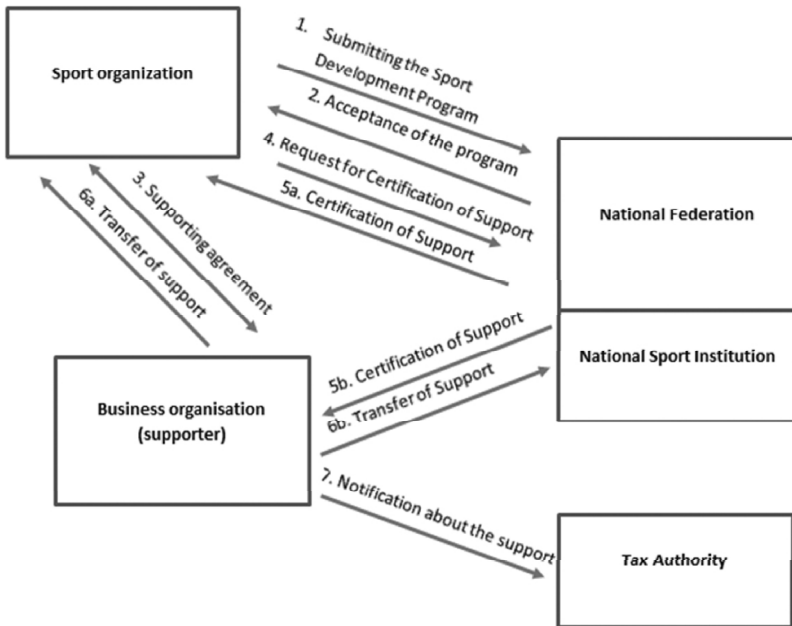 Sport organization
1. Submitting the Sport
Development Program
2. Acceptance of the program
4. Request for Certification of Support
5a. Certification of Support
3. Supporting agreement
6a. Transfer of support
National Federation
National Sport Institution
5b. Certification of Support
6b. Transfer of Support
Business organisation
(supporter)
7. Notification about the support
Tax Authority